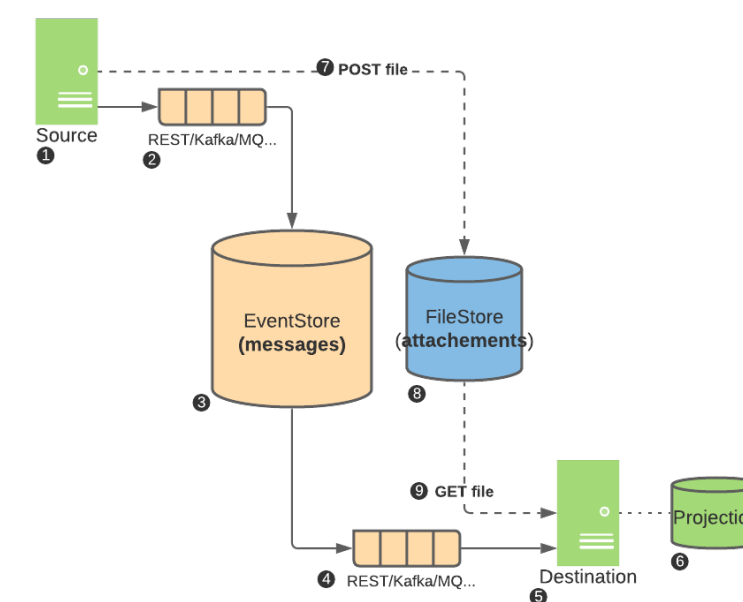 7 POST file
Source
1
REST/Kafka/MQ...
2
EventStore
(messages)
3
FileStore
(attachements)
8
9 GET file
4 REST/Kafka/MQ...
Destination
5
6